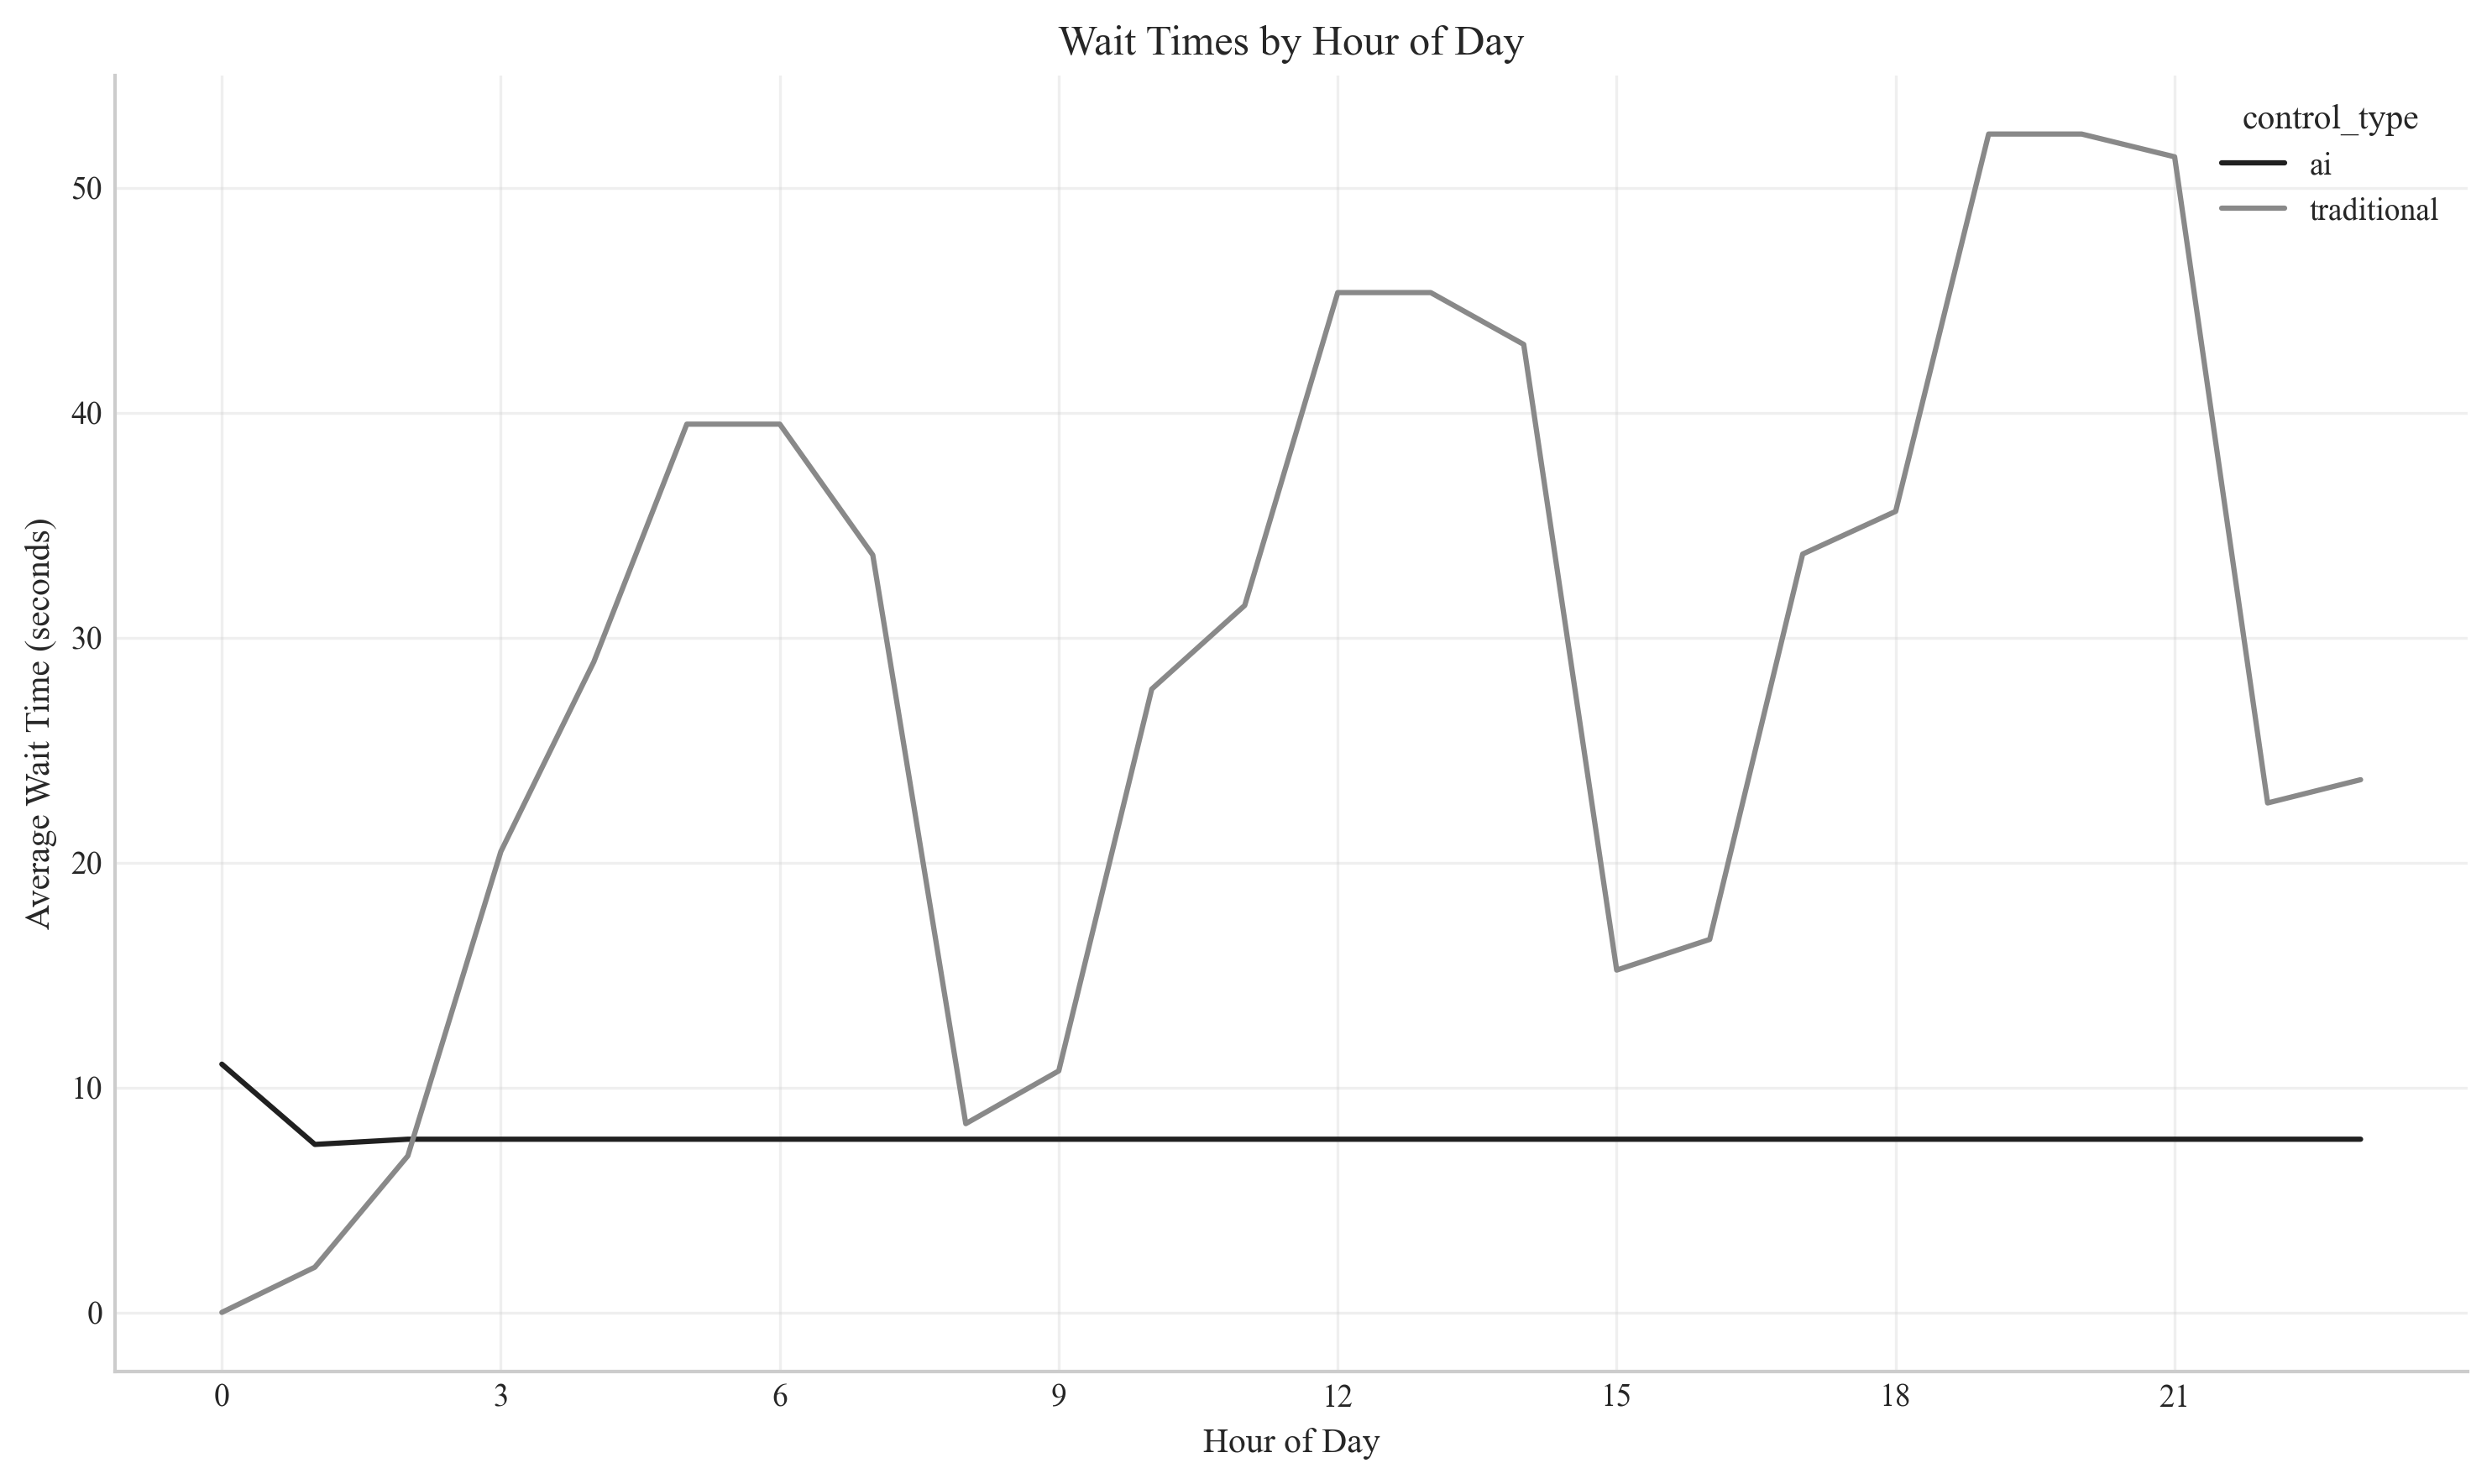 Wait Times by Hour of Day
control_type
ai
traditional
Average Wait Time (seconds)
50
40
30
20
10
0
0 3 6 9 12 15 18 21
Hour of Day